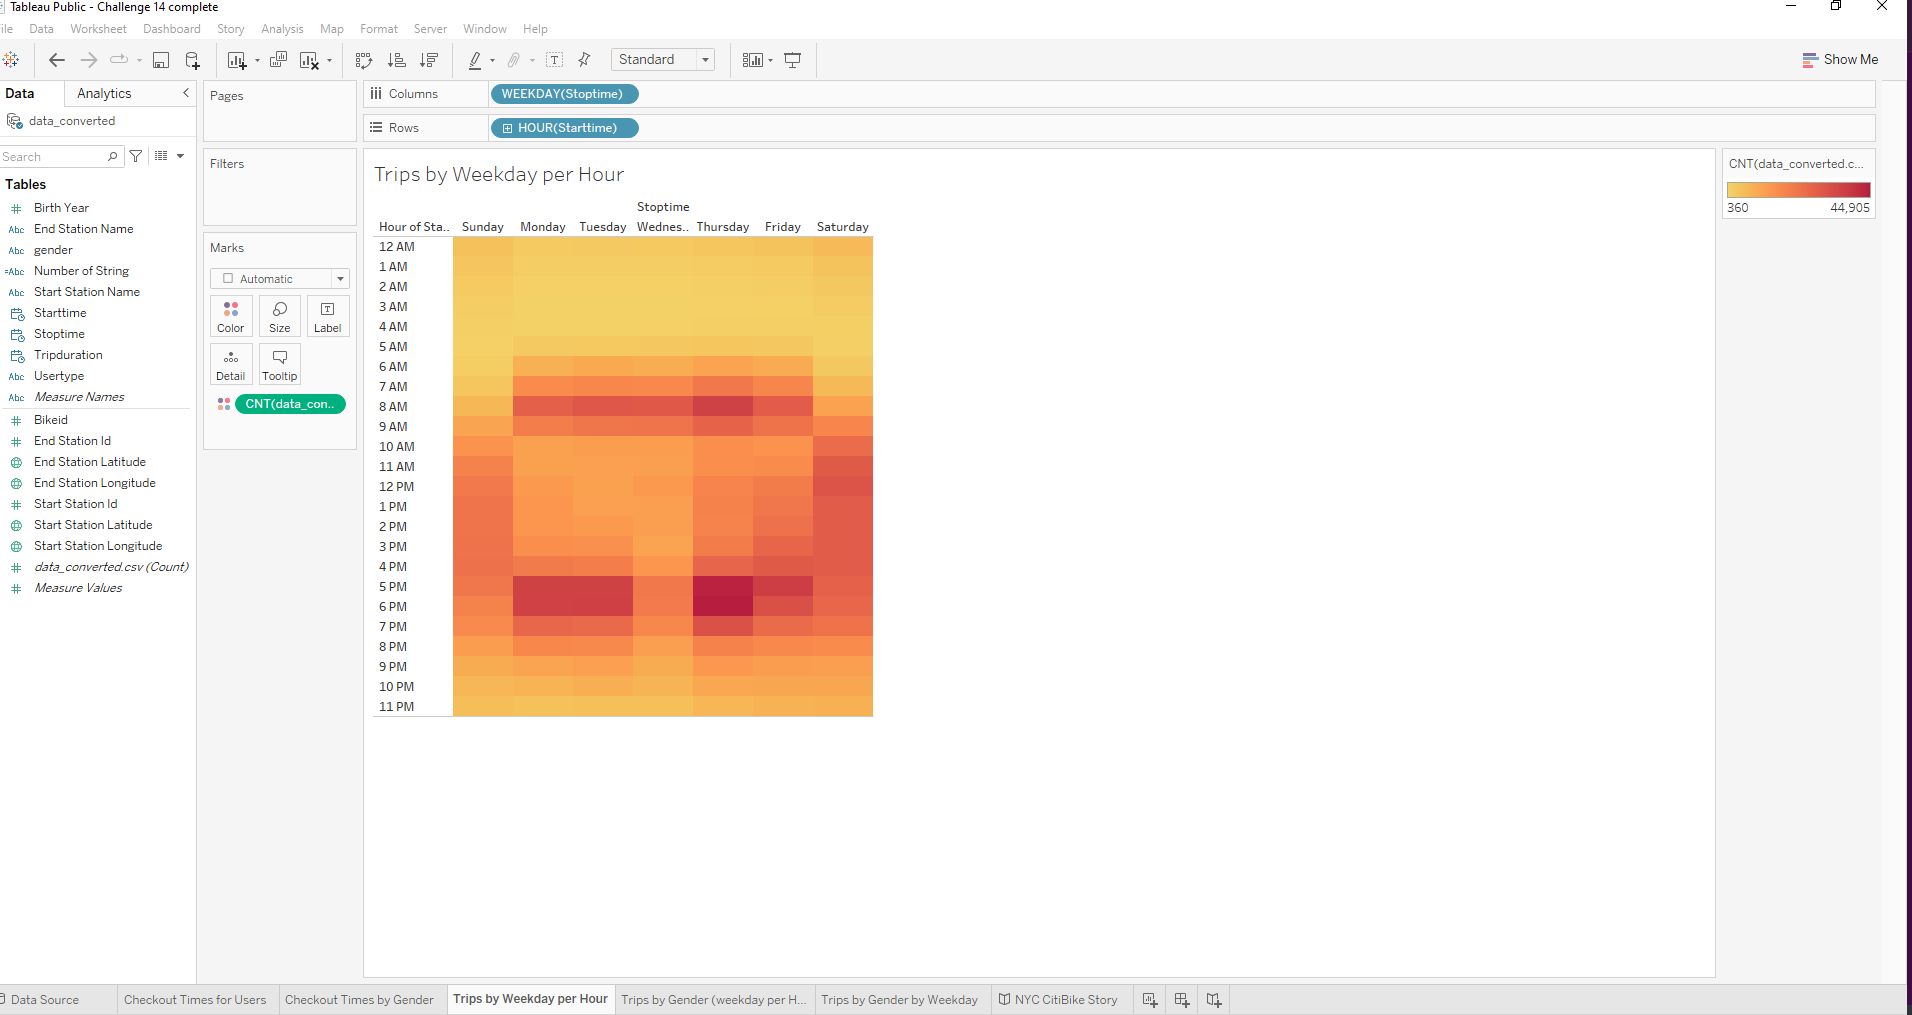 Tableau Public - Challenge 14 complete
ile Data Worksheet Dashboard Story Analysis Map Format Server Window Help
Standard
Show Me
Data Analytics
data_converted
Search
Tables
# Birth Year
Abc End Station Name
Abc gender
=Abc Number of String
Abc Start Station Name
Starttime
Stoptime
Tripduration
Abc Usertype
Abc Measure Names
# Bikeid
# End Station Id
End Station Latitude
End Station Longitude
# Start Station Id
Start Station Latitude
Start Station Longitude
# data_converted.csv (Count)
# Measure Values
Pages
Filters
Marks
Automatic
Color Size Label
Detail Tooltip
CNT(data_con..
Columns WEEKDAY(Stoptime)
Rows HOUR(Starttime)
Trips by Weekday per Hour
Stoptime
Hour of Sta.. Sunday Monday Tuesday Wednes.. Thursday Friday Saturday
12 AM
1 AM
2 AM
3 AM
4 AM
5 AM
6 AM
7 AM
8 AM
9 AM
10 AM
11 AM
12 PM
1 PM
2 PM
3 PM
4 PM
5 PM
6 PM
7 PM
8 PM
9 PM
10 PM
11 PM
CNT(data_converted.c...
360 44,905
Data Source Checkout Times for Users Checkout Times by Gender Trips by Weekday per Hour Trips by Gender (weekday per H... Trips by Gender by Weekday NYC CitiBike Story